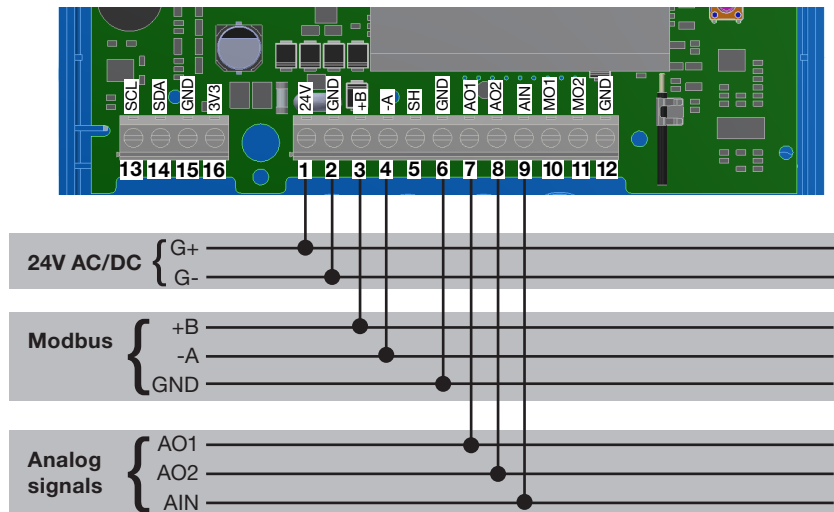 SCL SDA GND 3V3 24V GND +B -A SH GND AO1 AO2 AIN MO1 MO2 GND
13 14 15 16 1 2 3 4 5 6 7 8 9 10 11 12
24V AC/DC { G+
G-
Modbus { +B
-A
GND
Analog signals { AO1
AO2
AIN